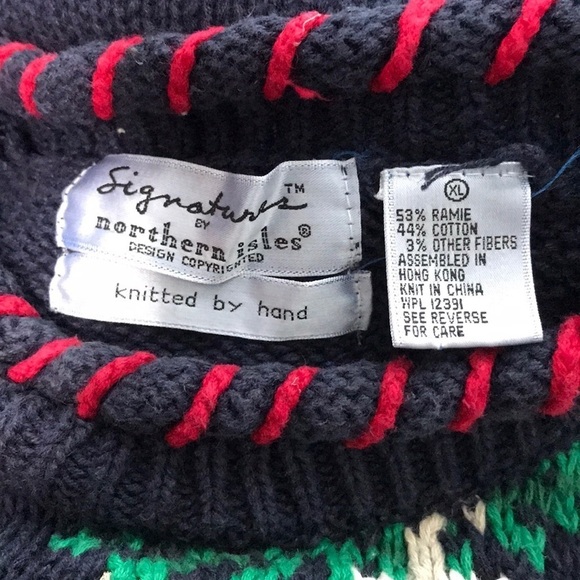 Signatures™
BY
northern isles®
DESIGN COPYRIGHTED
knitted by hand
XL
53% RAMIE
44% COTTON
3% OTHER FIBERS
ASSEMBLED IN
HONG KONG
KNIT IN CHINA
WPL 12391
SEE REVERSE
FOR CARE